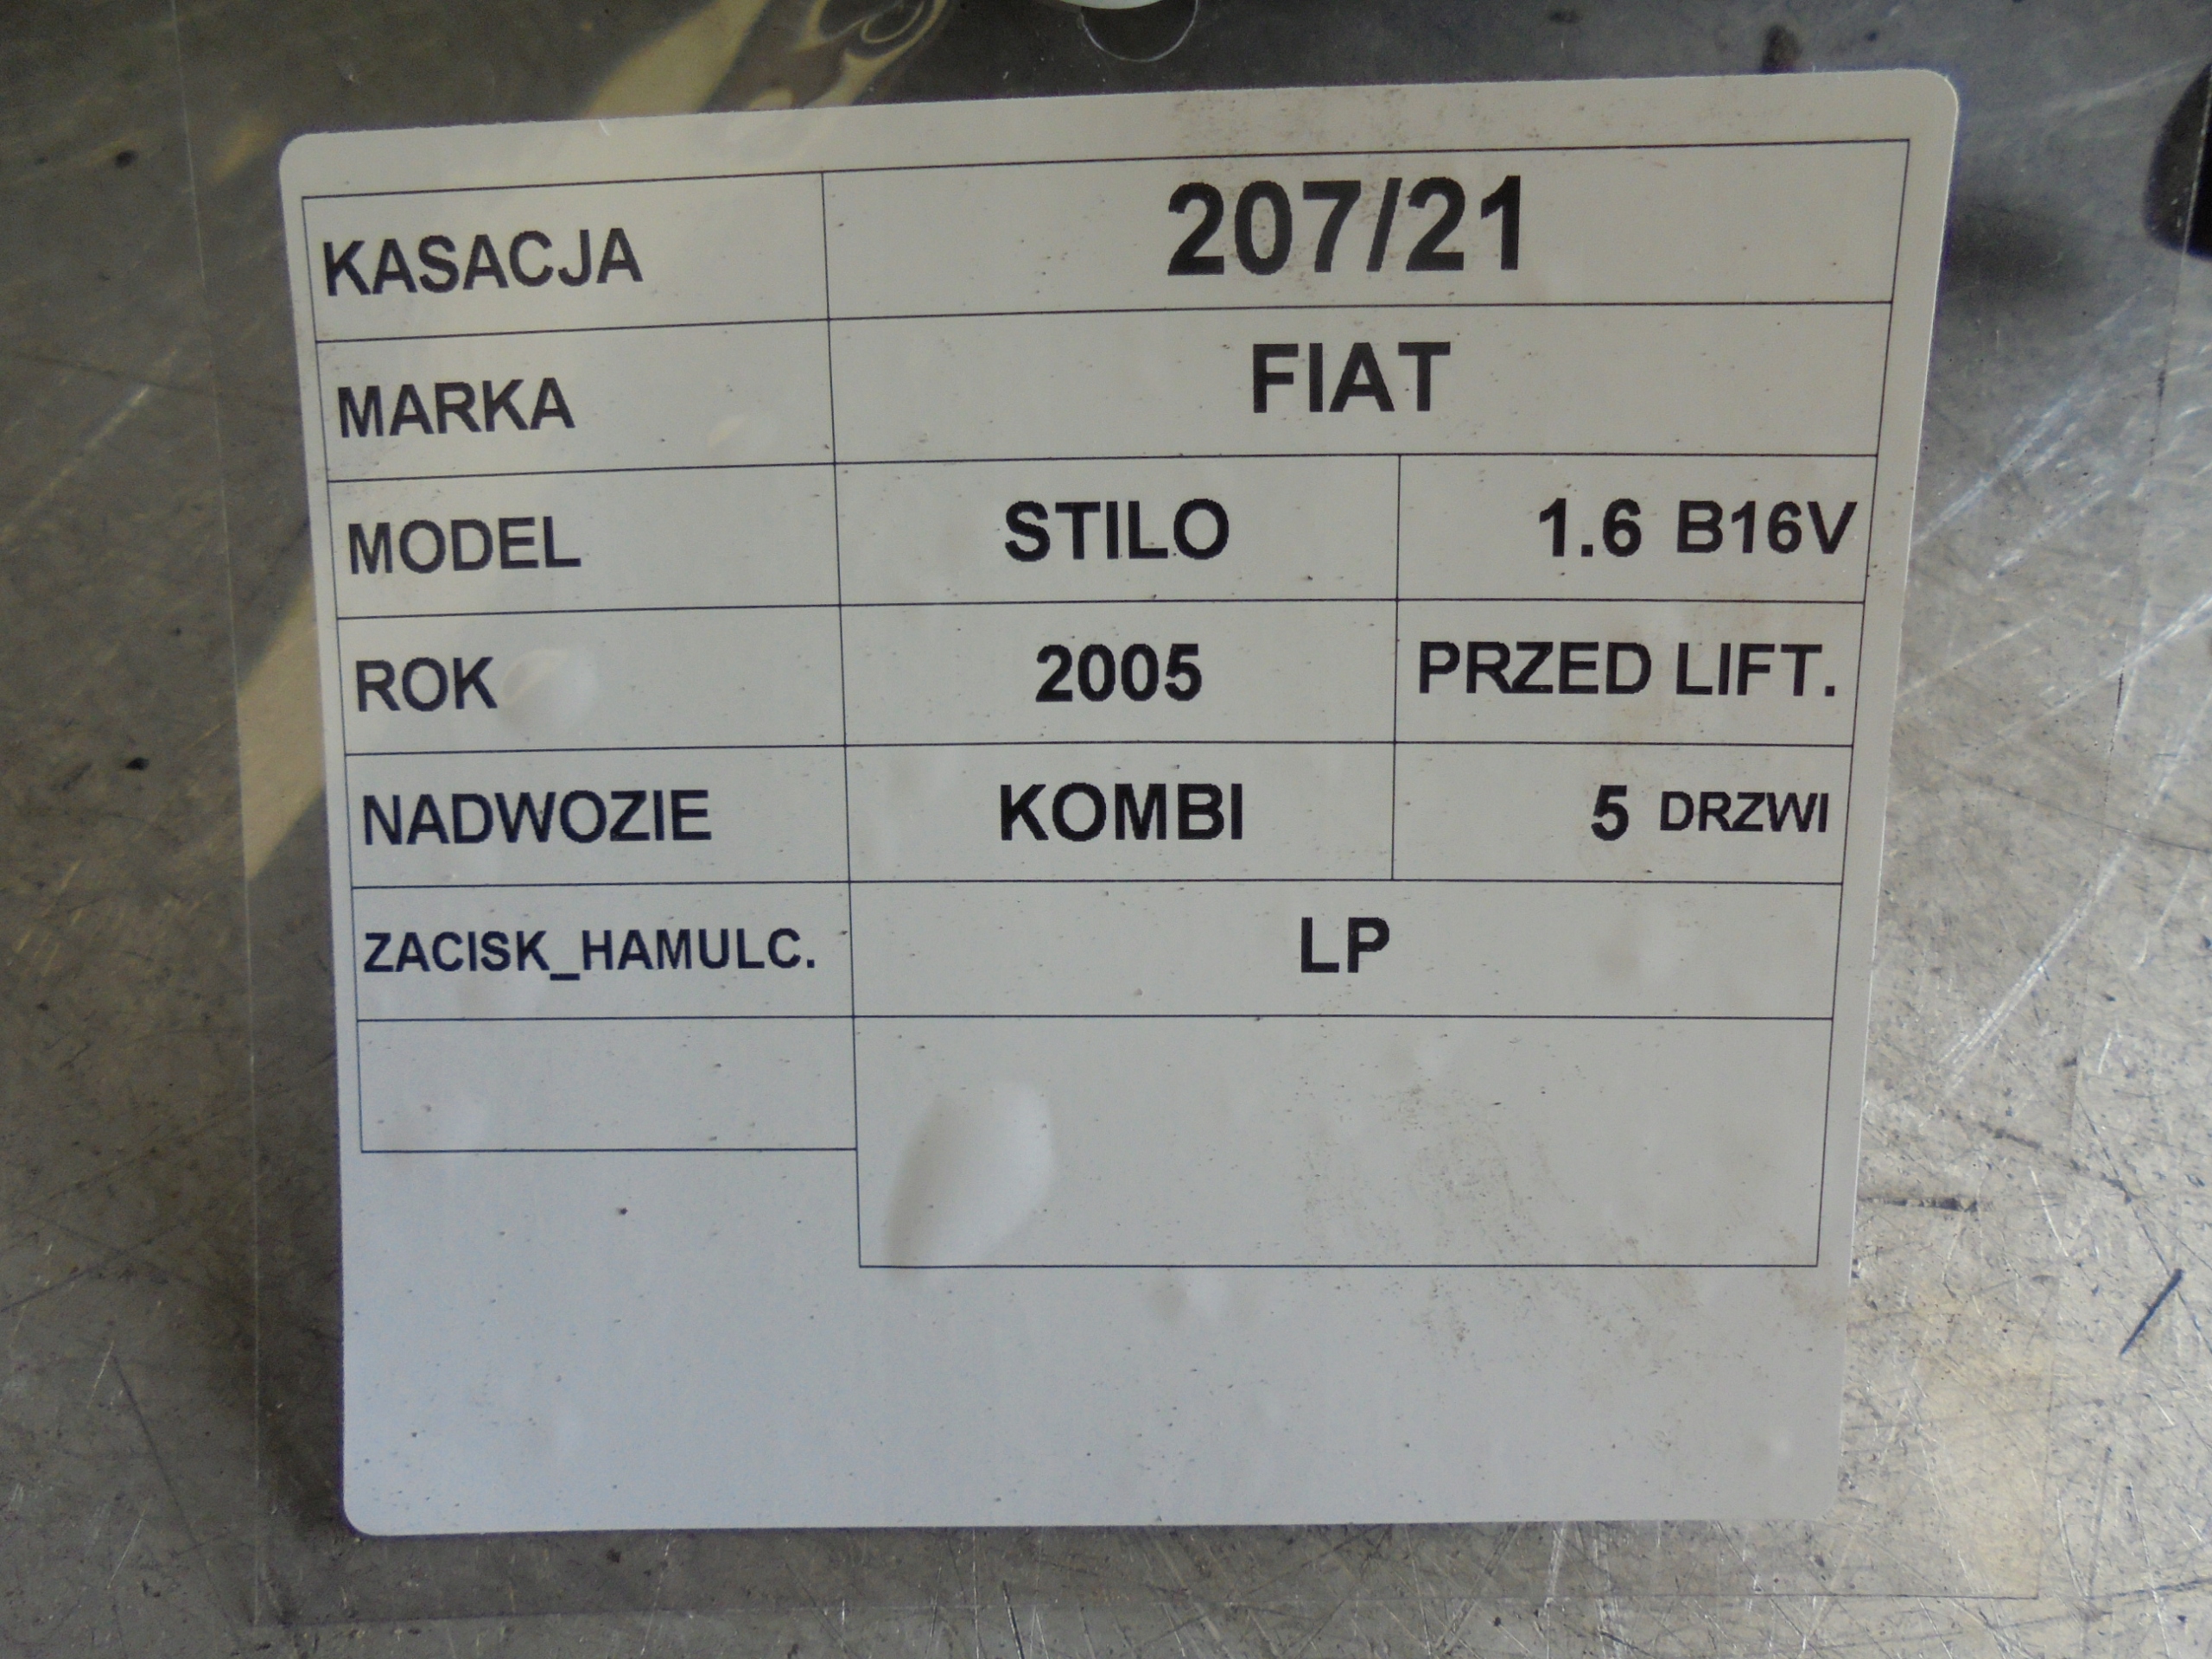 KASACJA 207/21
MARKA FIAT
MODEL STILO 1.6 B16V
ROK 2005 PRZED LIFT.
NADWOZIE KOMBI 5 DRZWI
ZACISK_HAMULC. LP